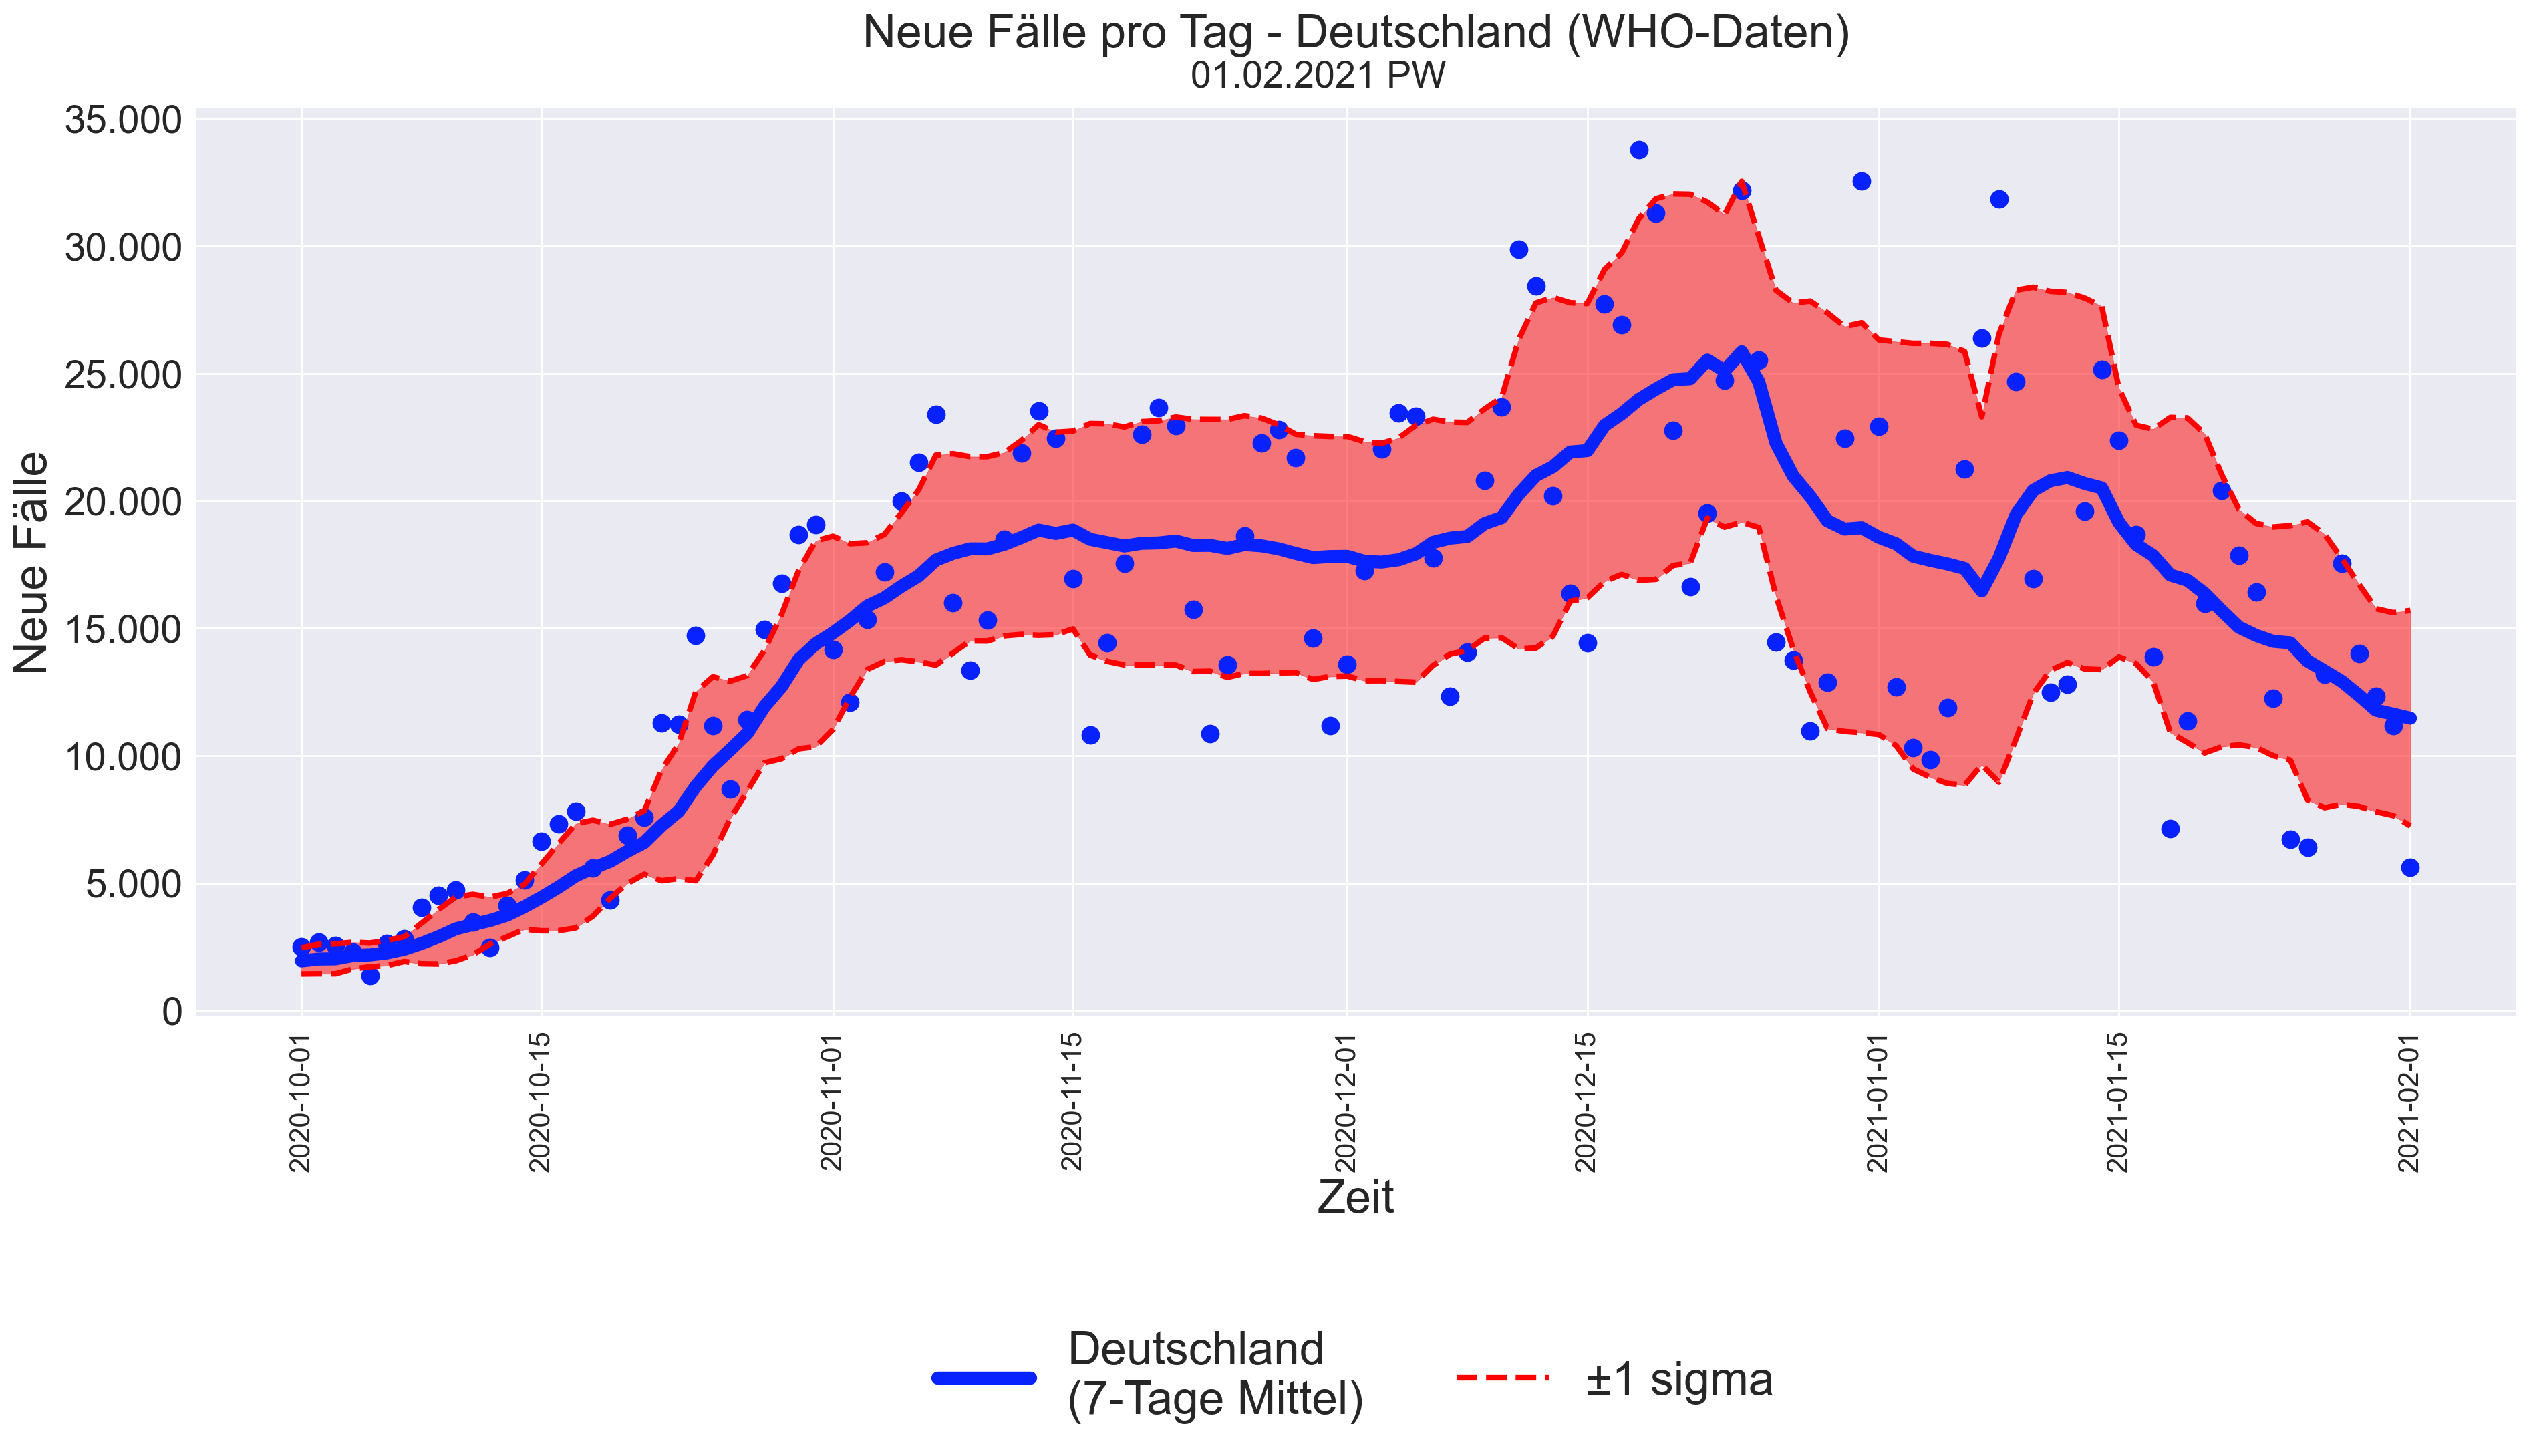 Neue Fälle pro Tag - Deutschland (WHO-Daten)
01.02.2021 PW
35.000
30.000
25.000
20.000
15.000
10.000
5.000
0
Neue Fälle
2020-10-01
2020-10-15
2020-11-01
2020-11-15
2020-12-01
2020-12-15
2021-01-01
2021-01-15
2021-02-01
Zeit
Deutschland
(7-Tage Mittel)
±1 sigma